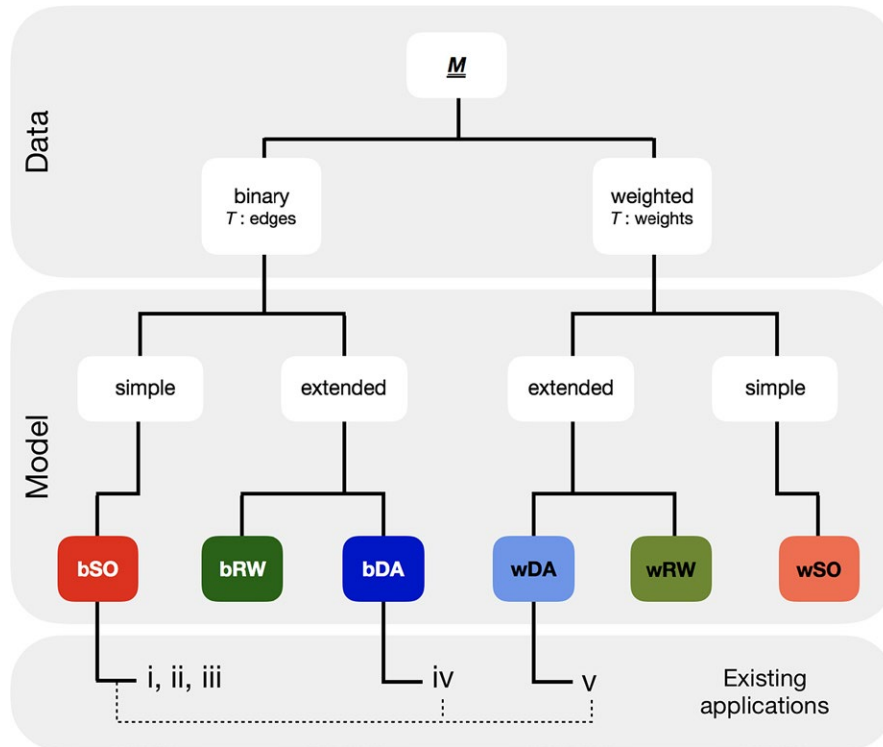 Data
M
binary
T : edges
weighted
T : weights
Model
simple
extended
extended
simple
bSO
bRW
bDA
wDA
wRW
wSO
i, ii, iii
iv
v
Existing
applications